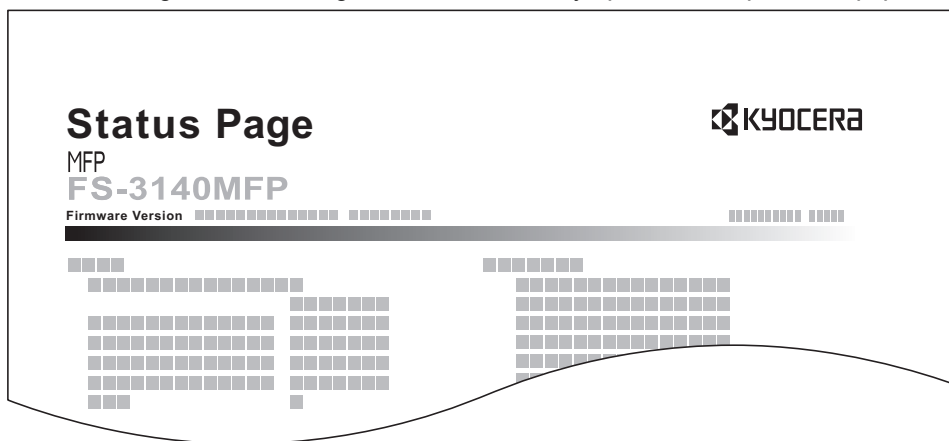 Status Page
KYOCERA
MFP
FS-3140MFP
Firmware Version